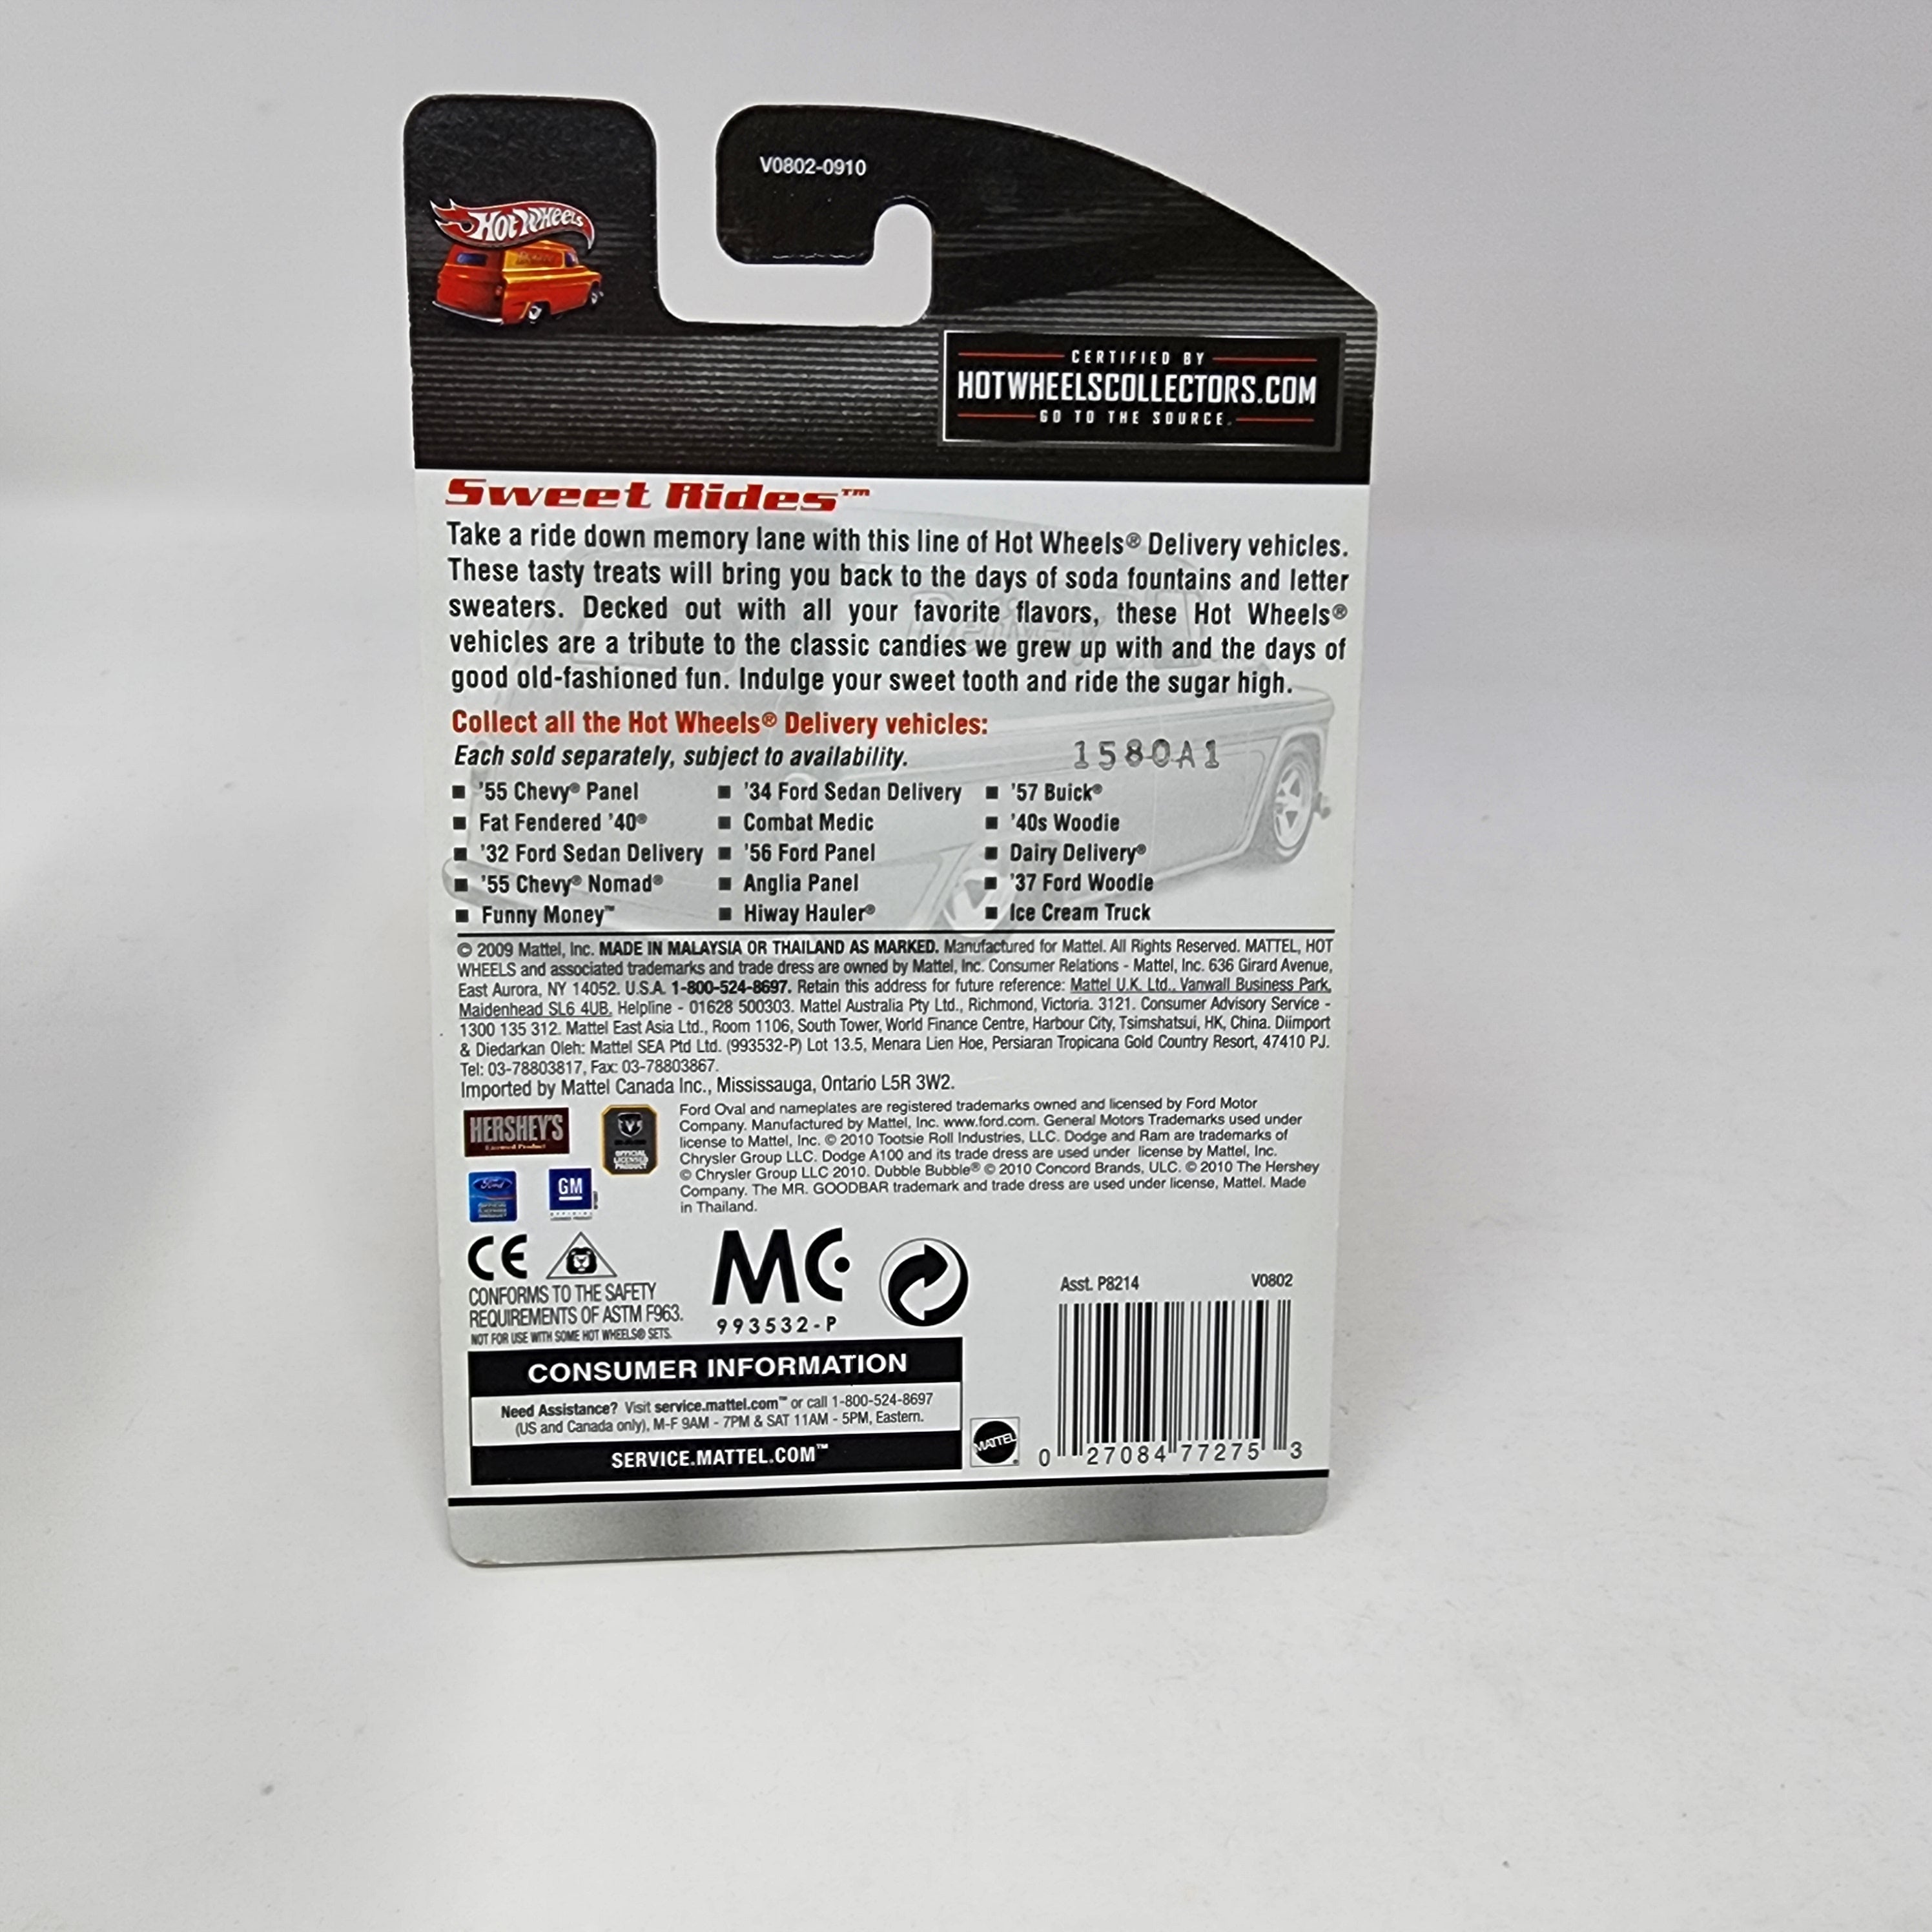 V0802-0910
HOT WHEELS
CERTIFIED BY
HOTWHEELSCOLLECTORS.COM
GO TO THE SOURCE.
Sweet Rides™
Take a ride down memory lane with this line of Hot Wheels® Delivery vehicles.
These tasty treats will bring you back to the days of soda fountains and letter
sweaters. Decked out with all your favorite flavors, these Hot Wheels®
vehicles are a tribute to the classic candies we grew up with and the days of
good old-fashioned fun. Indulge your sweet tooth and ride the sugar high.
Collect all the Hot Wheels® Delivery vehicles:
Each sold separately, subject to availability.
1580A1
■ '55 Chevy® Panel
■ Fat Fendered '40®
■ '32 Ford Sedan Delivery
■ '55 Chevy® Nomad®
■ Funny Money™
■ '34 Ford Sedan Delivery
■ Combat Medic
■ '56 Ford Panel
■ Anglia Panel
■ Hiway Hauler®
■ '57 Buick®
■ '40s Woodie
■ Dairy Delivery®
■ '37 Ford Woodie
■ Ice Cream Truck
© 2009 Mattel, Inc. MADE IN MALAYSIA OR THAILAND AS MARKED. Manufactured for Mattel. All Rights Reserved. MATTEL, HOT
WHEELS and associated trademarks and trade dress are owned by Mattel, Inc. Consumer Relations - Mattel, Inc. 636 Girard Avenue,
East Aurora, NY 14052. U.S.A. 1-800-524-8697. Retain this address for future reference: Mattel U.K. Ltd., Vanwall Business Park,
Maidenhead SL6 4UB. Helpline - 01628 500303. Mattel Australia Pty Ltd., Richmond, Victoria. 3121. Consumer Advisory Service -
1300 135 312. Mattel East Asia Ltd., Room 1106, South Tower, World Finance Centre, Harbour City, Tsimshatsui, HK, China. Diimport
& Diedarkan Oleh: Mattel SEA Ptd Ltd. (993532-P) Lot 13.5, Menara Lien Hoe, Persiaran Tropicana Gold Country Resort, 47410 PJ.
Tel: 03-78803817, Fax: 03-78803867.
Imported by Mattel Canada Inc., Mississauga, Ontario L5R 3W2.
HERSHEY'S
Licensed Product
OFFICIAL
LICENSED
PRODUCT
Ford
GM
Ford Oval and nameplates are registered trademarks owned and licensed by Ford Motor
Company. Manufactured by Mattel, Inc. www.ford.com. General Motors Trademarks used under
license to Mattel, Inc. © 2010 Tootsie Roll Industries, LLC. Dodge and Ram are trademarks of
Chrysler Group LLC. Dodge A100 and its trade dress are used under license by Mattel, Inc.
© Chrysler Group LLC 2010. Dubble Bubble® © 2010 Concord Brands, ULC. © 2010 The Hershey
Company. The MR. GOODBAR trademark and trade dress are used under license, Mattel. Made
in Thailand.
CE
CONFORMS TO THE SAFETY
REQUIREMENTS OF ASTM F963.
NOT FOR USE WITH SOME HOT WHEELS® SETS.
MC
993532-P
Asst. P8214
V0802
CONSUMER INFORMATION
Need Assistance? Visit service.mattel.com™ or call 1-800-524-8697
(US and Canada only), M-F 9AM - 7PM & SAT 11AM - 5PM, Eastern.
SERVICE.MATTEL.COM™
MATTEL
0 27084 77275 3